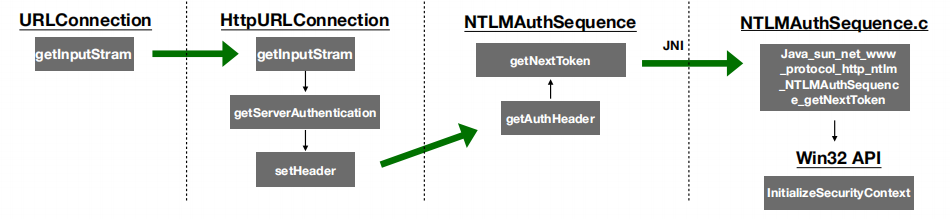 URLConnection
getInputStram
HttpURLConnection
getInputStram
getServerAuthentication
setHeader
NTLMAuthSequence
getNextToken
getAuthHeader
JNI
NTLMAuthSequence.c
Java_sun_net_www
_protocol_http_ntlm
_NTLMAuthSequenc
e_getNextToken
Win32 API
InitializeSecurityContext